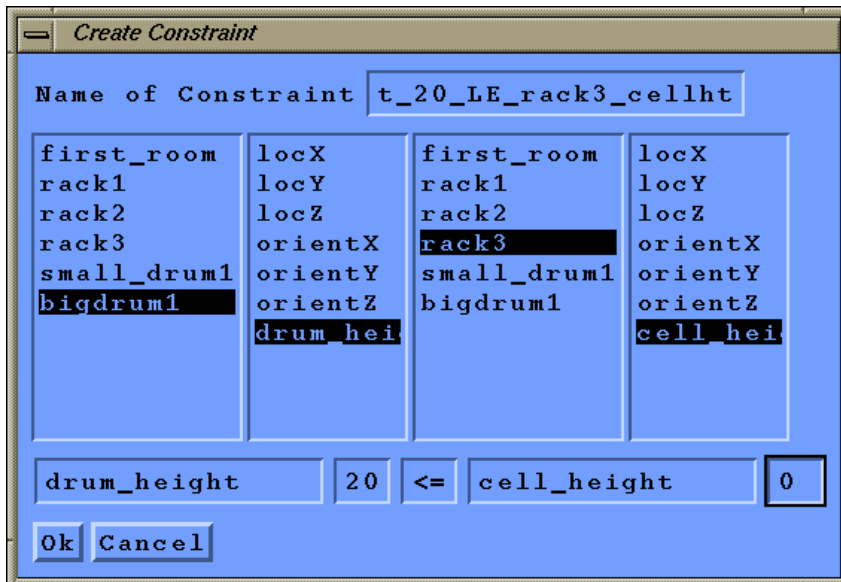 Create Constraint
Name of Constraint t_20_LE_rack3_cellht
first_room locX first_room locX
rack1 locY rack1 locY
rack2 locZ rack2 locZ
rack3 orientX rack3 orientX
small_drum1 orientY small_drum1 orientY
bigdrum1 orientZ bigdrum1 orientZ
drum_hei cell_hei
drum_height 20 <= cell_height 0
Ok Cancel